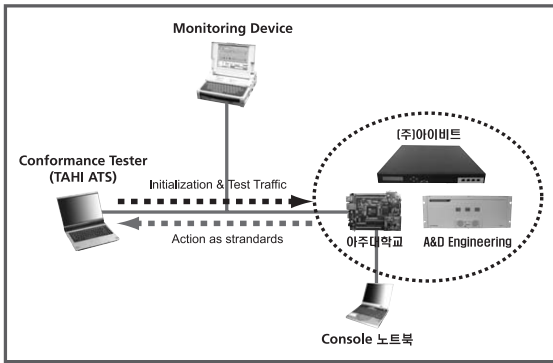 Monitoring Device
(주)아이비트
Conformance Tester
(TAHI ATS)
Initialization & Test Traffic
Action as strandards
아주대학교
A&D Engineering
Console 노트북